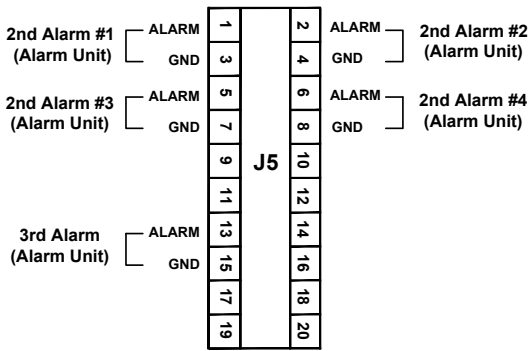 2nd Alarm #1
(Alarm Unit)
ALARM
GND
1
3
2
4
ALARM
GND
2nd Alarm #2
(Alarm Unit)
2nd Alarm #3
(Alarm Unit)
ALARM
GND
5
7
6
8
ALARM
GND
2nd Alarm #4
(Alarm Unit)
9
J5
10
11
12
3rd Alarm
(Alarm Unit)
ALARM
GND
13
15
14
16
17
18
19
20